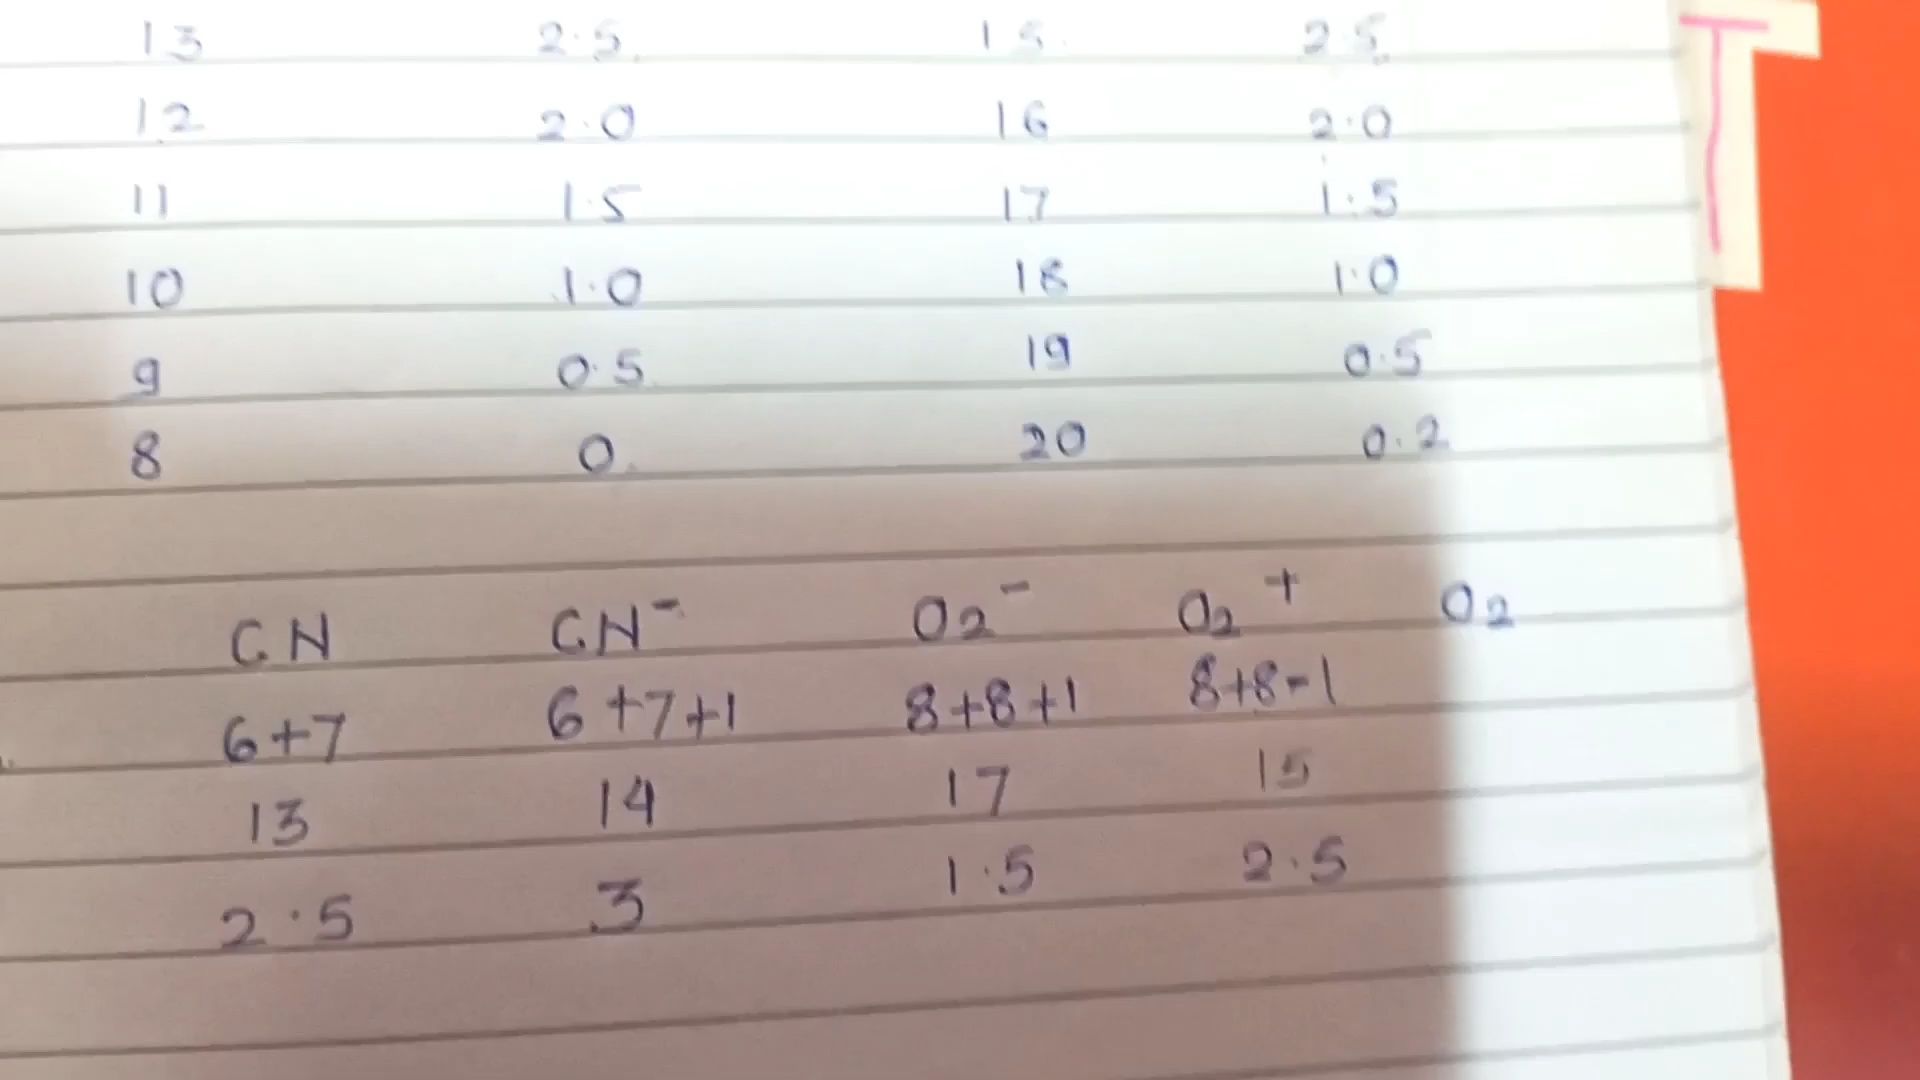 13 2.5 15 2.5
12 2.0 16 2.0
11 1.5 17 1.5
10 1.0 18 1.0
9 0.5 19 0.5
8 0 20 0.2
CN CN⁻ O₂⁻ O₂⁺ O₂
6+7 6+7+1 8+8+1 8+8-1
13 14 17 15
2.5 3 1.5 2.5